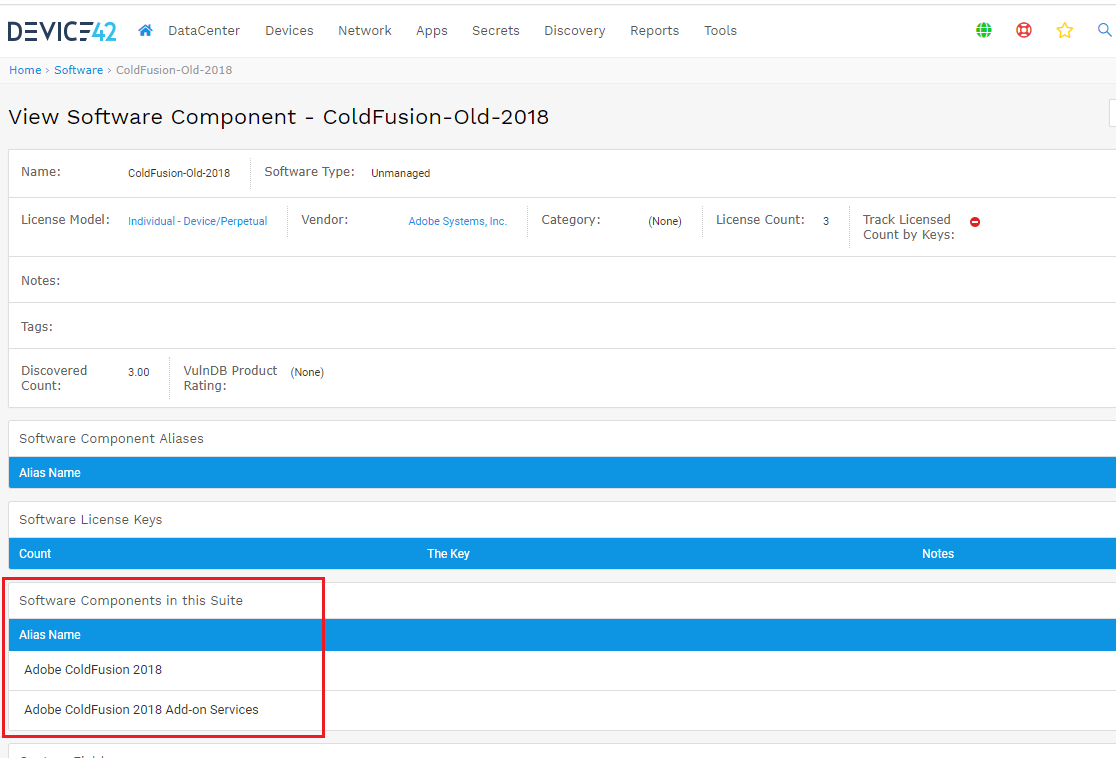 DEVICE42 DataCenter Devices Network Apps Secrets Discovery Reports Tools
Home › Software › ColdFusion-Old-2018
View Software Component - ColdFusion-Old-2018
Name: ColdFusion-Old-2018 Software Type: Unmanaged
License Model: Individual - Device/Perpetual Vendor: Adobe Systems, Inc. Category: (None) License Count: 3 Track Licensed
Count by Keys:
Notes:
Tags:
Discovered 3.00 VulnDB Product (None)
Count: Rating:
Software Component Aliases
Alias Name
Software License Keys
Count The Key Notes
Software Components in this Suite
Alias Name
Adobe ColdFusion 2018
Adobe ColdFusion 2018 Add-on Services